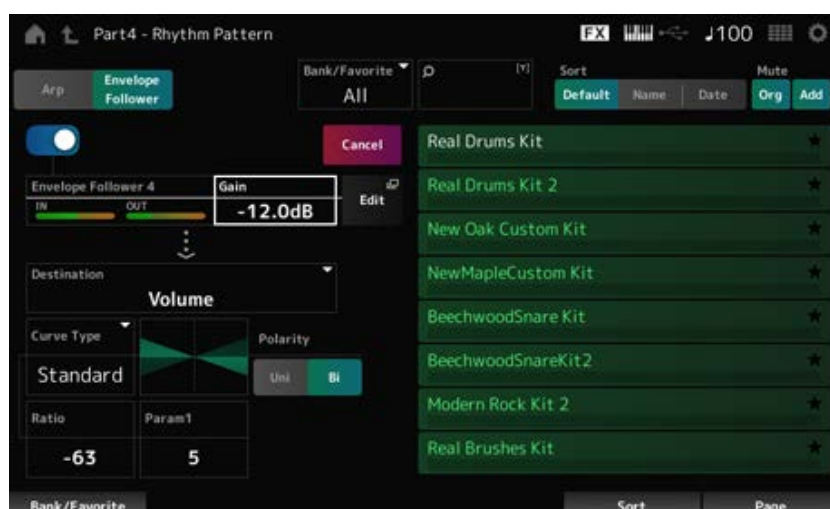 Part4 - Rhythm Pattern
FX
♩100
Arp
Envelope
Follower
Bank/Favorite
All
[Y]
Sort
Default Name Date
Mute
Org Add
Cancel
Envelope Follower 4
IN OUT
Gain
-12.0dB
Edit
Destination
Volume
Curve Type
Standard
Polarity
Uni Bi
Ratio
-63
Param1
5
Real Drums Kit
Real Drums Kit 2
New Oak Custom Kit
NewMapleCustom Kit
BeechwoodSnare Kit
BeechwoodSnareKit2
Modern Rock Kit 2
Real Brushes Kit
Bank/Favorite
Sort
Page